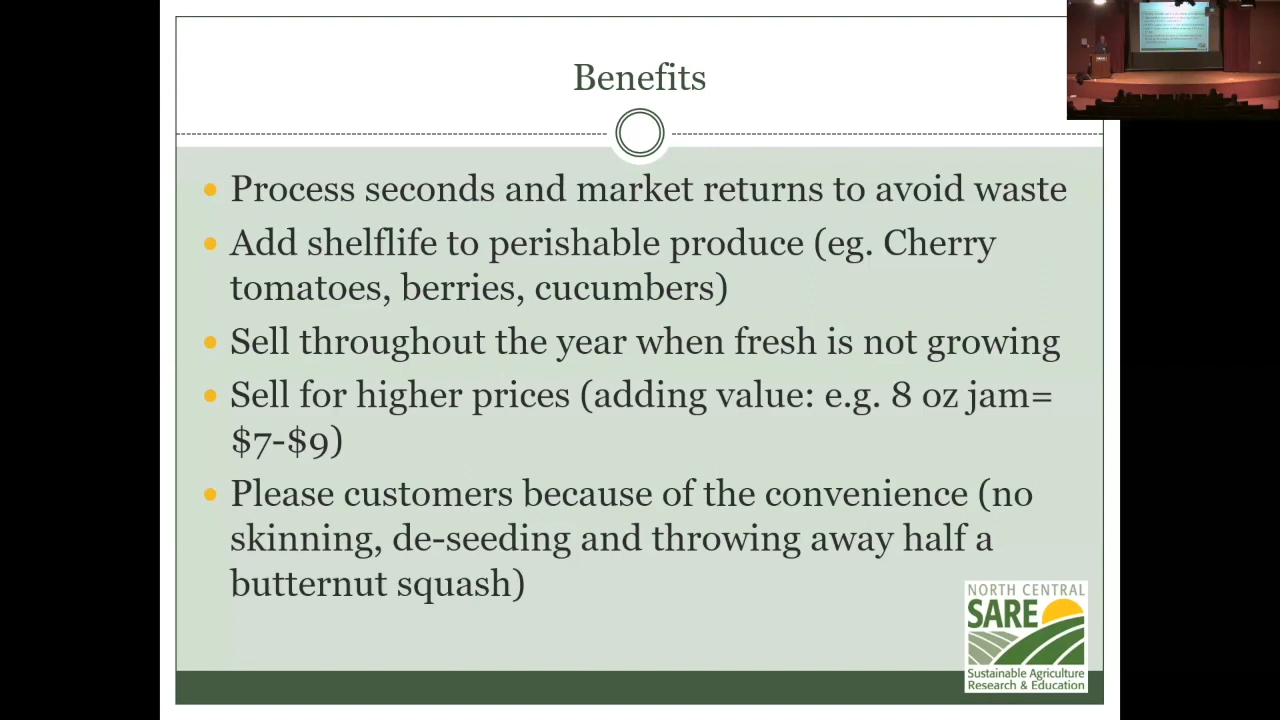 Benefits
Process seconds and market returns to avoid waste
Add shelflife to perishable produce (eg. Cherry
tomatoes, berries, cucumbers)
Sell throughout the year when fresh is not growing
Sell for higher prices (adding value: e.g. 8 oz jam=
$7-$9)
Please customers because of the convenience (no
skinning, de-seeding and throwing away half a
butternut squash)
NORTH CENTRAL
SARE
Sustainable Agriculture
Research & Education